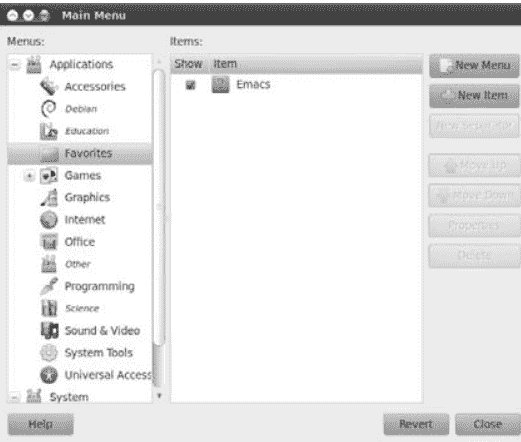 Main Menu
Menus:
Items:
Applications
Accessories
Debian
Education
Favorites
Games
Graphics
Internet
Office
Other
Programming
Science
Sound & Video
System Tools
Universal Access
System
Show Item
Emacs
New Menu
New Item
New Separator
Move Up
Move Down
Properties
Delete
Help
Revert
Close